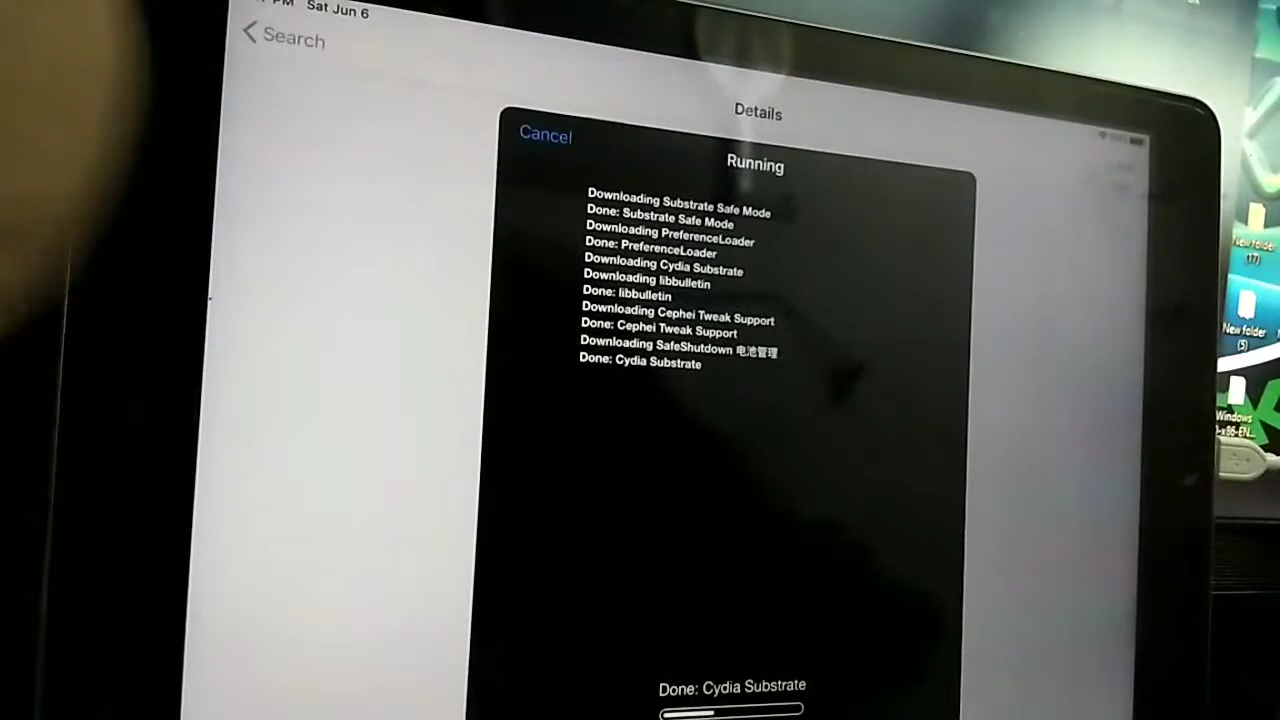 PM Sat Jun 6
Search
Details
Cancel
Running
Downloading Substrate Safe Mode
Done: Substrate Safe Mode
Downloading PreferenceLoader
Done: PreferenceLoader
Downloading Cydia Substrate
Downloading libbulletin
Done: libbulletin
Downloading Cephei Tweak Support
Done: Cephei Tweak Support
Downloading SafeShutdown 电池管理
Done: Cydia Substrate
Done: Cydia Substrate
New folder
(17)
New folder
(5)
Windows